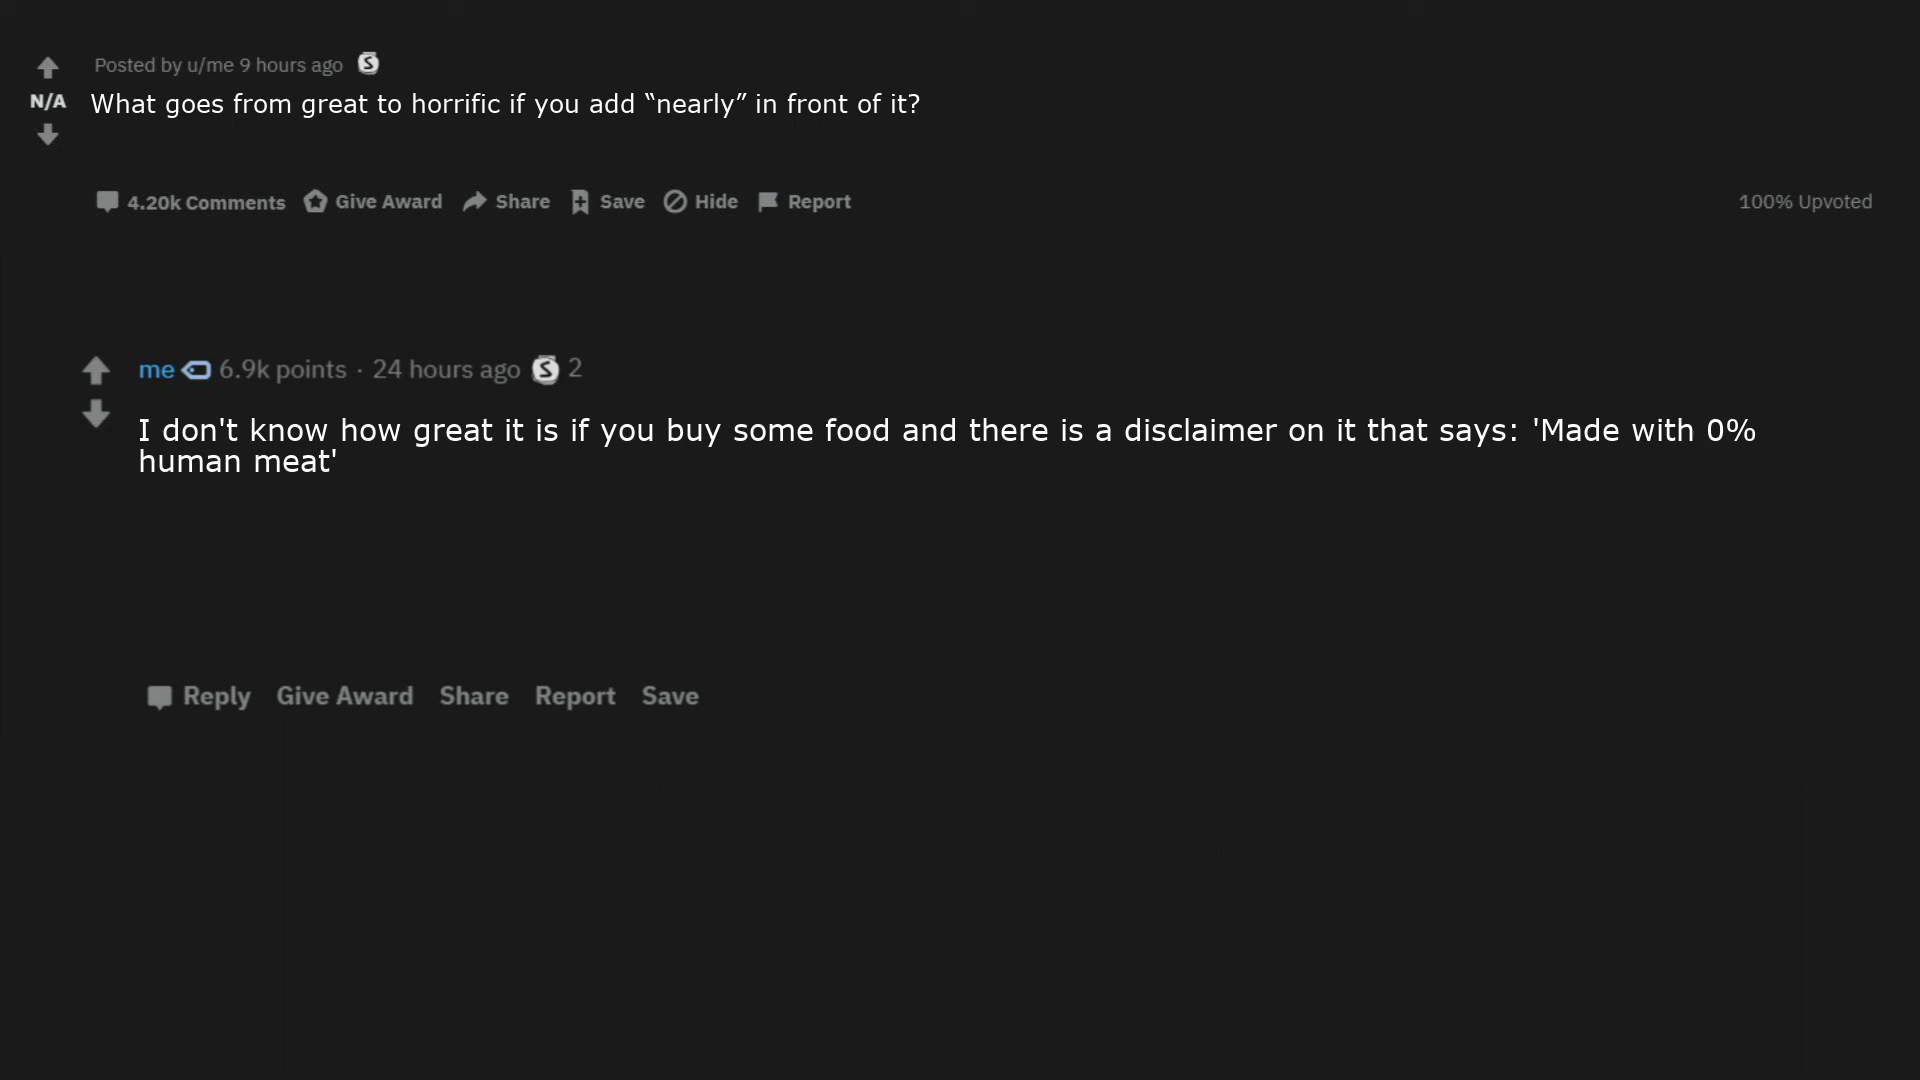 Posted by u/me 9 hours ago
N/A
What goes from great to horrific if you add “nearly” in front of it?
4.20k Comments Give Award Share Save Hide Report 100% Upvoted
me 6.9k points · 24 hours ago S 2
I don't know how great it is if you buy some food and there is a disclaimer on it that says: 'Made with 0%
human meat'
Reply Give Award Share Report Save